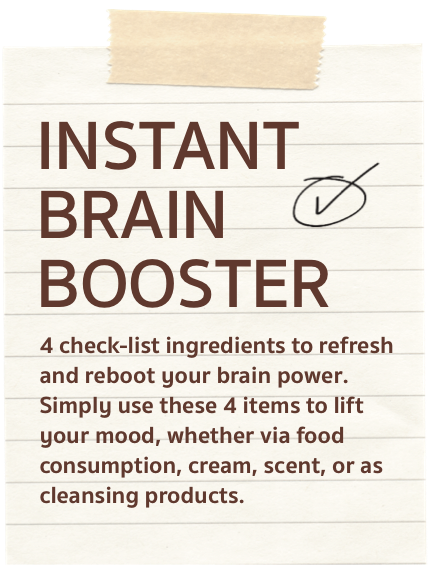 INSTANT
BRAIN
BOOSTER
4 check-list ingredients to refresh
and reboot your brain power.
Simply use these 4 items to lift
your mood, whether via food
consumption, cream, scent, or as
cleansing products.